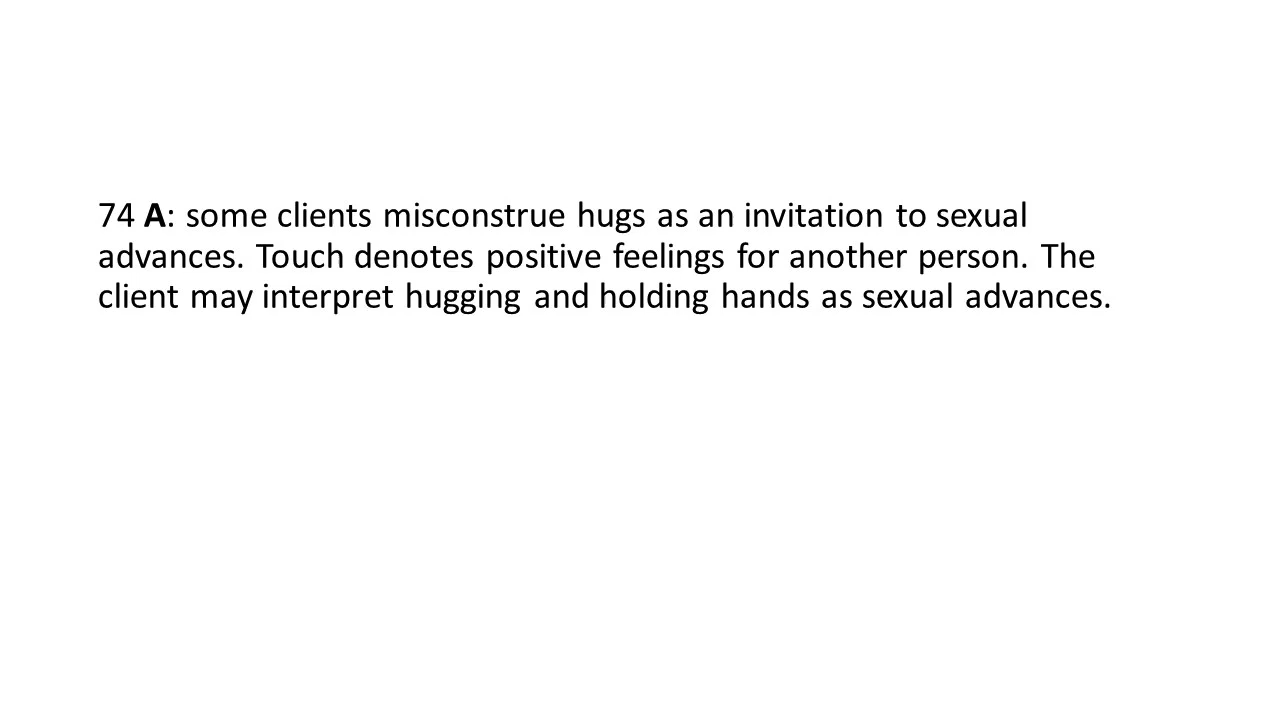 74 A: some clients misconstrue hugs as an invitation to sexual
advances. Touch denotes positive feelings for another person. The
client may interpret hugging and holding hands as sexual advances.